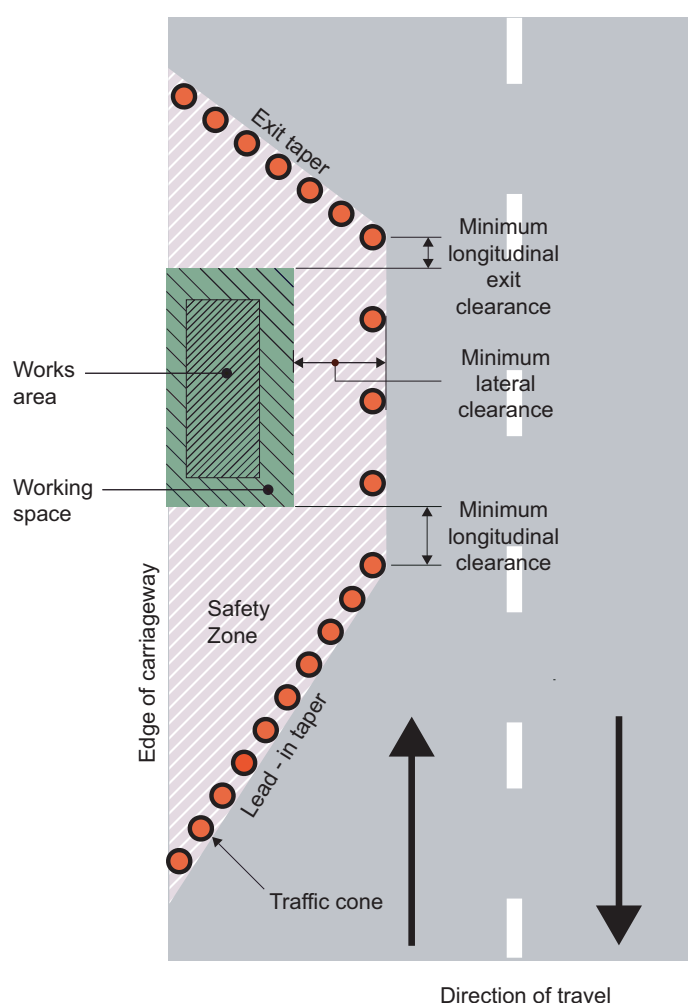 Exit taper
Minimum
longitudinal
exit
clearance
Works
area
Minimum
lateral
clearance
Working
space
Minimum
longitudinal
clearance
Safety
Zone
Edge of carriageway
Lead - in taper
Traffic cone
Direction of travel